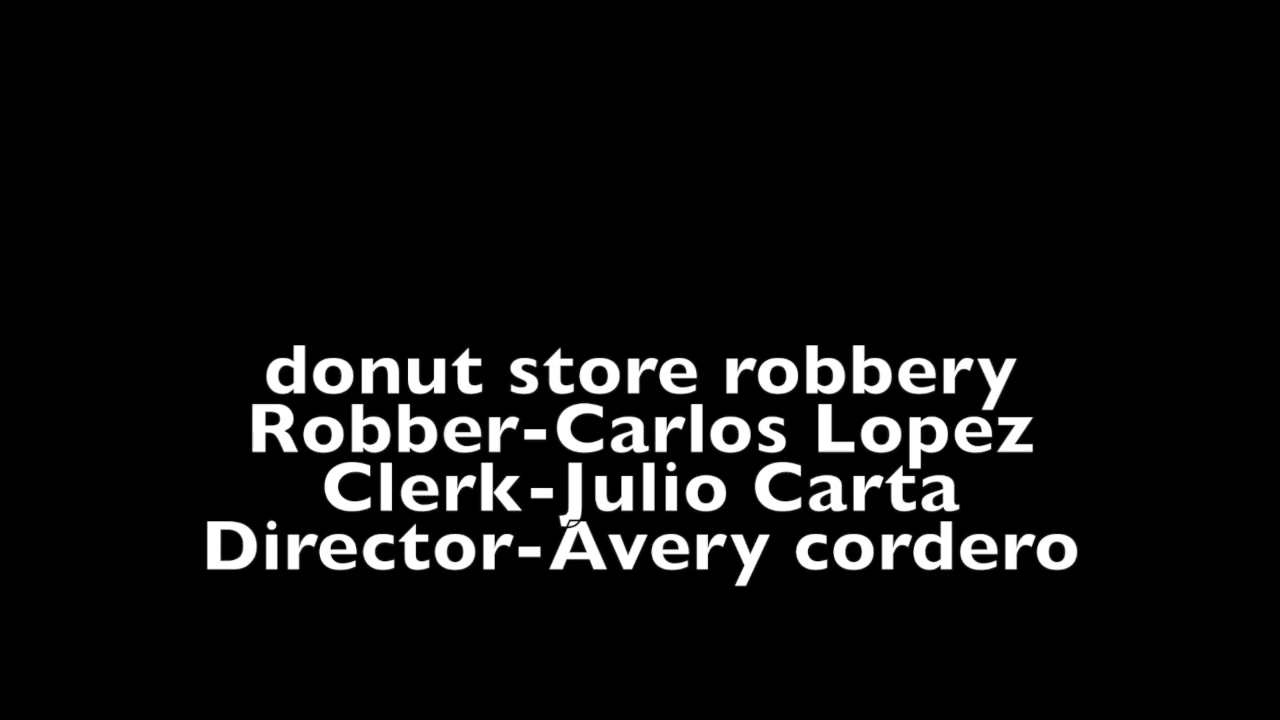 donut store robbery
Robber-Carlos Lopez
Clerk-Julio Carta
Director-Avery cordero